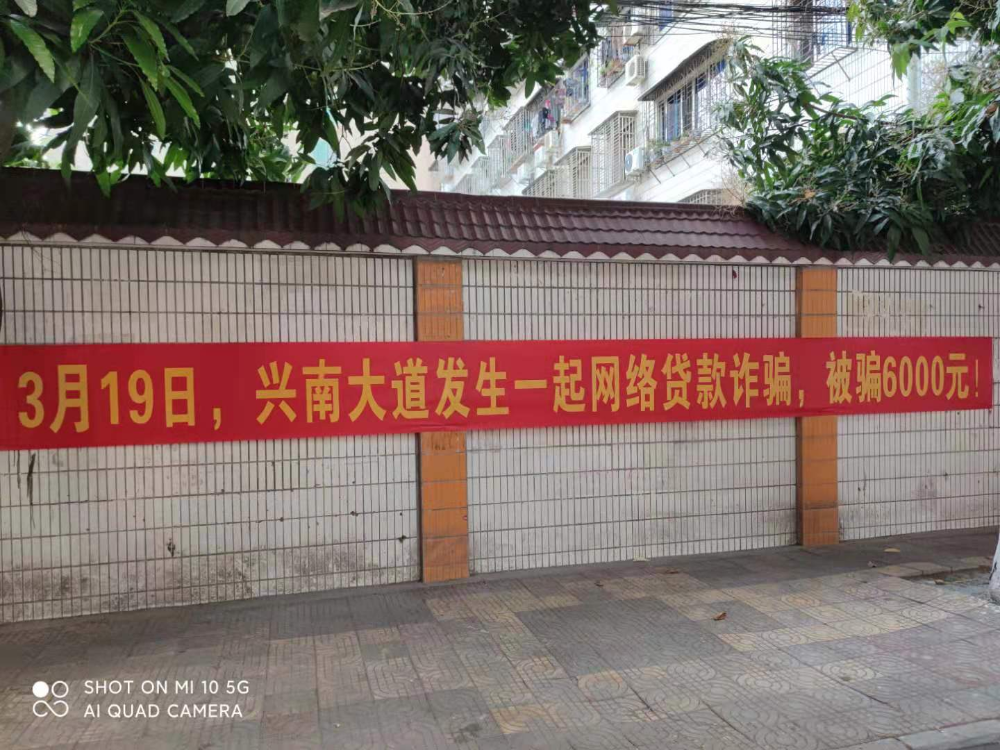 3月19日，兴南大道发生一起网络贷款诈骗，被骗6000元！
SHOT ON MI 10 5G
AI QUAD CAMERA